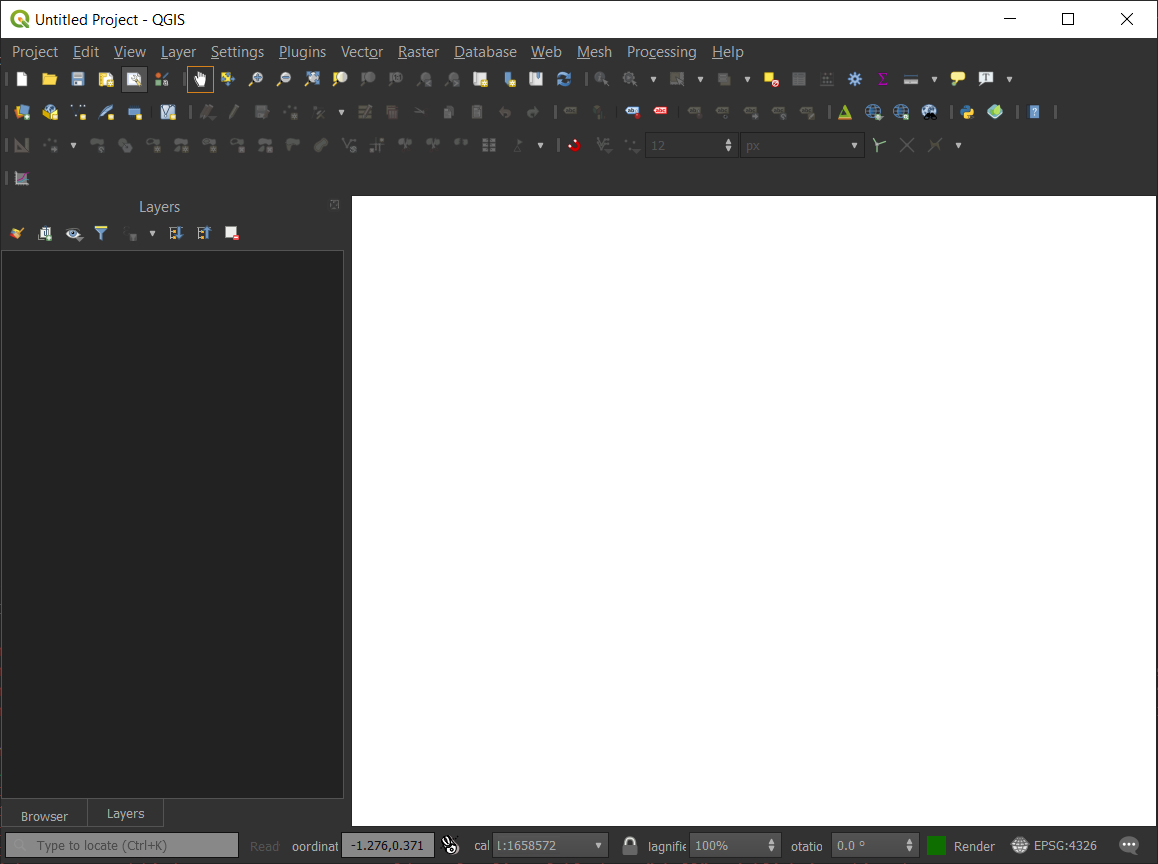 Untitled Project - QGIS
Project Edit View Layer Settings Plugins Vector Raster Database Web Mesh Processing Help
12 px
Layers
Browser Layers
Type to locate (Ctrl+K) Read oordinat -1.276,0.371 cal l:1658572 lagnifie 100% otatio 0.0 ° Render EPSG:4326